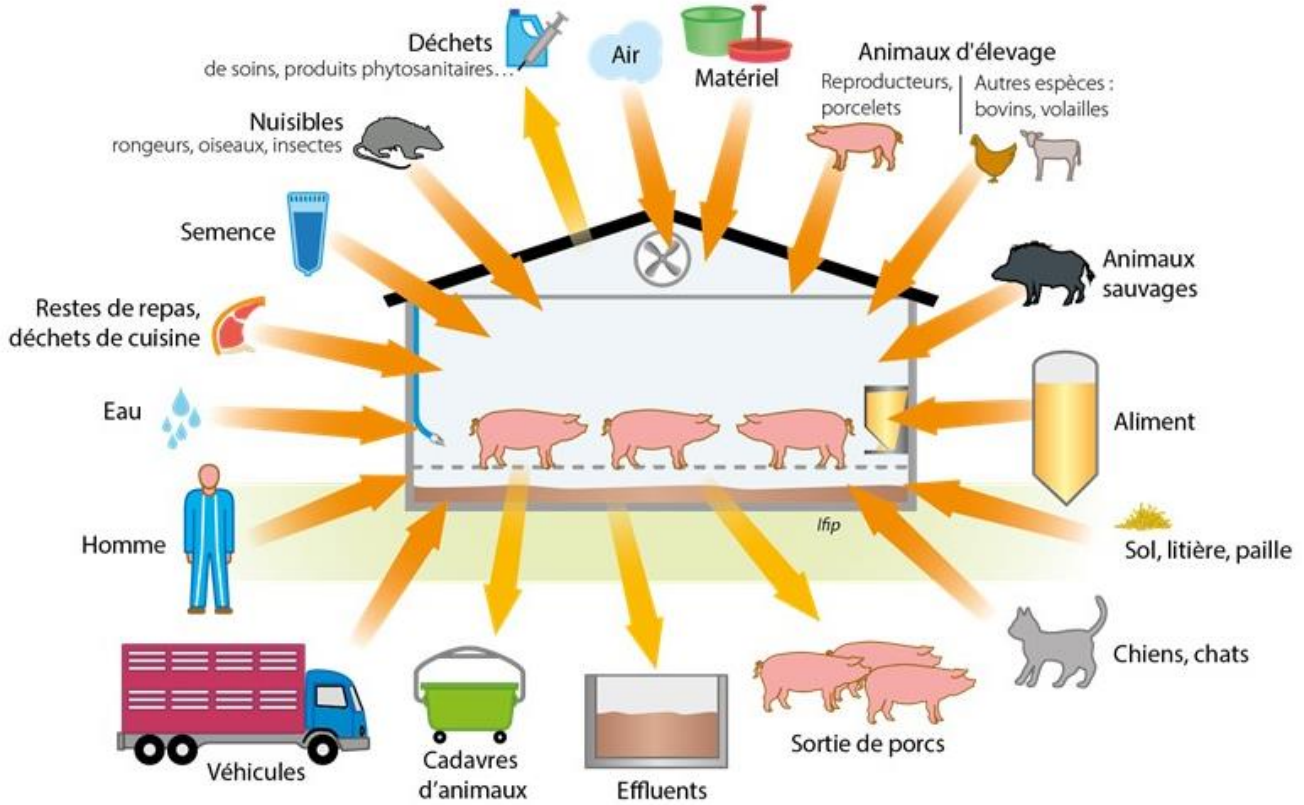 Déchets
de soins, produits phytosanitaires…
Air
Matériel
Animaux d'élevage
Reproducteurs,
porcelets
Autres espèces :
bovins, volailles
Nuisibles
rongeurs, oiseaux, insectes
Semence
Animaux
sauvages
Restes de repas,
déchets de cuisine
Eau
Aliment
Ifip
Homme
Sol, litière, paille
Chiens, chats
Véhicules
Cadavres
d'animaux
Effluents
Sortie de porcs